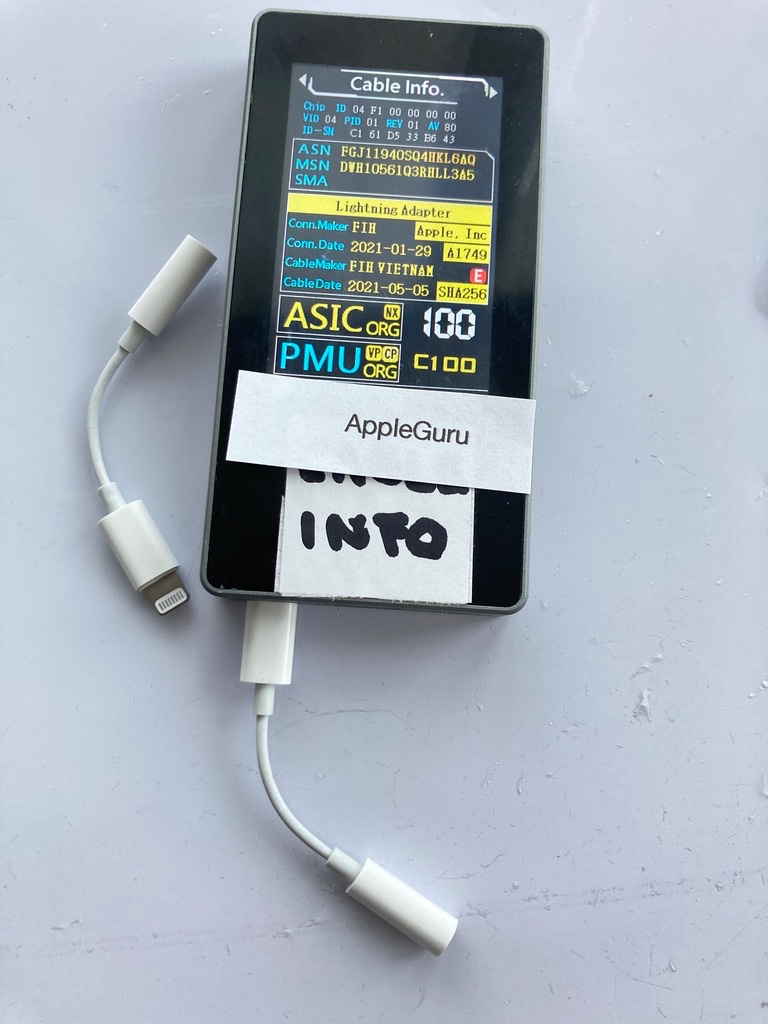 Cable Info.
Chip ID 04 F1 00 00 00 00
VID 04 PID 01 REV 01 AV 80
ID-SN C1 61 D5 33 B6 43
ASN FGJ11940SQ4HKL6AQ
MSN DWH10561Q3RHLL3A5
SMA
Lightning Adapter
Conn.Maker FIH Apple, Inc
Conn.Date 2021-01-29 A1749
CableMaker FIH VIETNAM E
CableDate 2021-05-05 SHA256
ASIC NX ORG 100
PMU VP CP ORG C100
AppleGuru
INFO